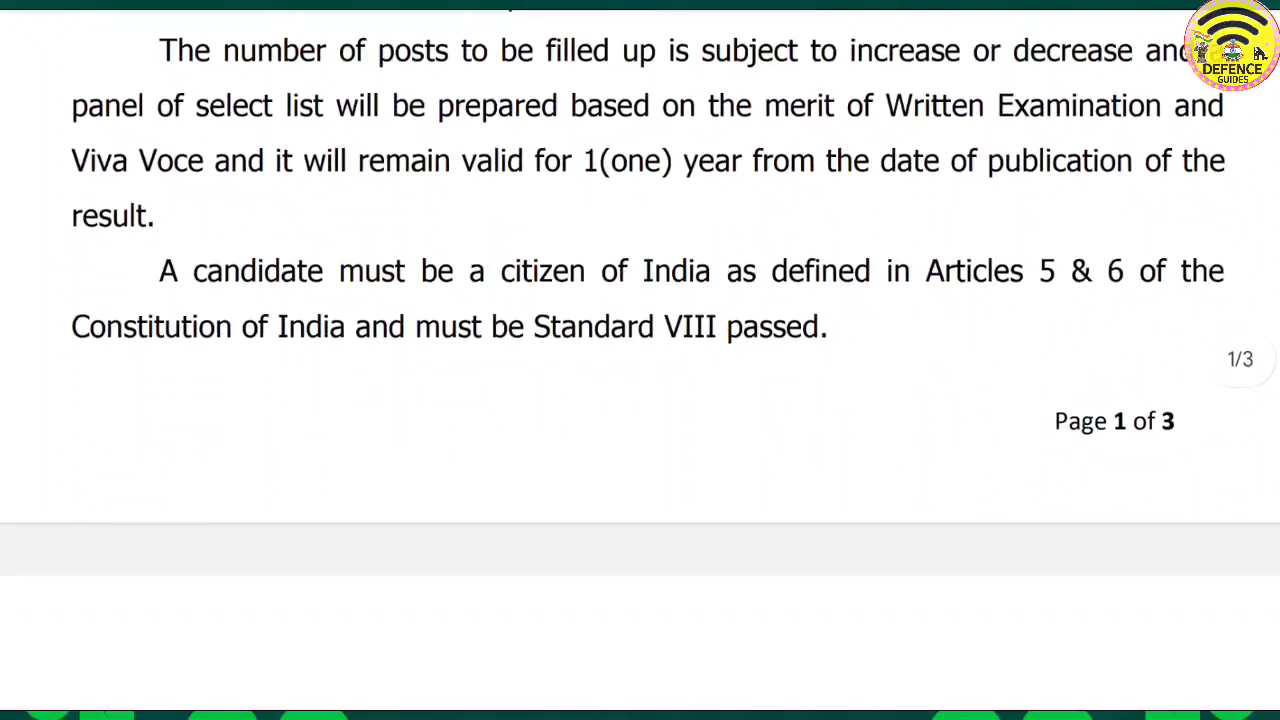 The number of posts to be filled up is subject to increase or decrease and
panel of select list will be prepared based on the merit of Written Examination and
Viva Voce and it will remain valid for 1(one) year from the date of publication of the
result.
A candidate must be a citizen of India as defined in Articles 5 & 6 of the
Constitution of India and must be Standard VIII passed.
1/3
Page 1 of 3
DEFENCE
GUIDES